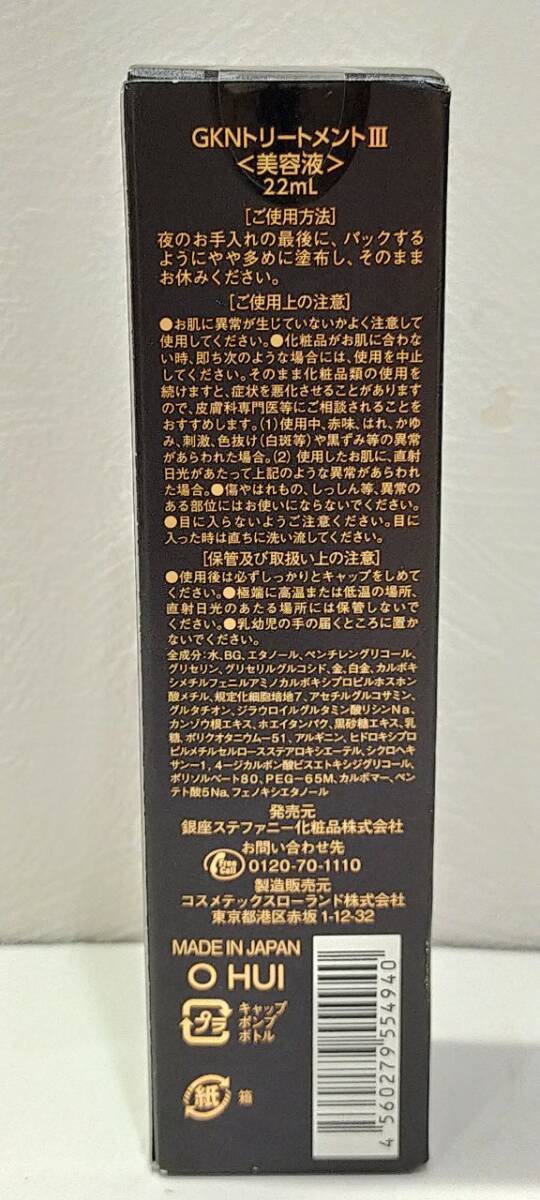 GKNトリートメントⅢ
＜美容液＞
22mL
[ご使用方法]
夜のお手入れの最後に、パックする
ようにやや多めに塗布し、そのまま
お休みください。
[ご使用上の注意]
●お肌に異常が生じていないかよく注意して
使用してください。●化粧品がお肌に合わな
い時、即ち次のような場合には、使用を中止
してください。そのまま化粧品類の使用を
続けますと、症状を悪化させることがあります
ので、皮膚科専門医等にご相談されることを
おすすめします。(1)使用中、赤味、はれ、かゆ
み、刺激、色抜け(白斑等)や黒ずみ等の異常
があらわれた場合。(2) 使用したお肌に、直射
日光があたって上記のような異常があらわれ
た場合。●傷やはれもの、しっしん等、異常の
ある部位にはお使いにならないでください。
●目に入らないようご注意ください。目に
入った時は直ちに洗い流してください。
[保管及び取扱い上の注意]
●使用後は必ずしっかりとキャップをしめて
ください。●極端に高温または低温の場所、
直射日光のあたる場所には保管しないで
ください。●乳幼児の手の届くところに置か
ないでください。
全成分：水、BG、エタノール、ペンチレングリコール、
グリセリン、グリセリルグルコシド、金、白金、カルボキ
シメチルフェニルアミノカルボキシプロピルホスホン
酸メチル、規定化細胞培地7、アセチルグルコサミン、
グルタチオン、ジラウロイルグルタミン酸リシンNa、
カンゾウ根エキス、ホエイタンパク、黒砂糖エキス、乳
糖、ポリクオタニウム-51、アルギニン、ヒドロキシプロ
ピルメチルセルロースステアロキシエーテル、シクロヘキ
サン-1, 4-ジカルボン酸ビスエトキシジグリコール、
ポリソルベート80、PEG-65M、カルボマー、ペン
テト酸5Na、フェノキシエタノール
発売元
銀座ステファニー化粧品株式会社
お問い合わせ先
Free Call 0120-70-1110
製造販売元
コスメテックスローランド株式会社
東京都港区赤坂1-12-32
MADE IN JAPAN
O HUI
プラ
キャップ
ポンプ
ボトル
紙
箱
4 560279 554940